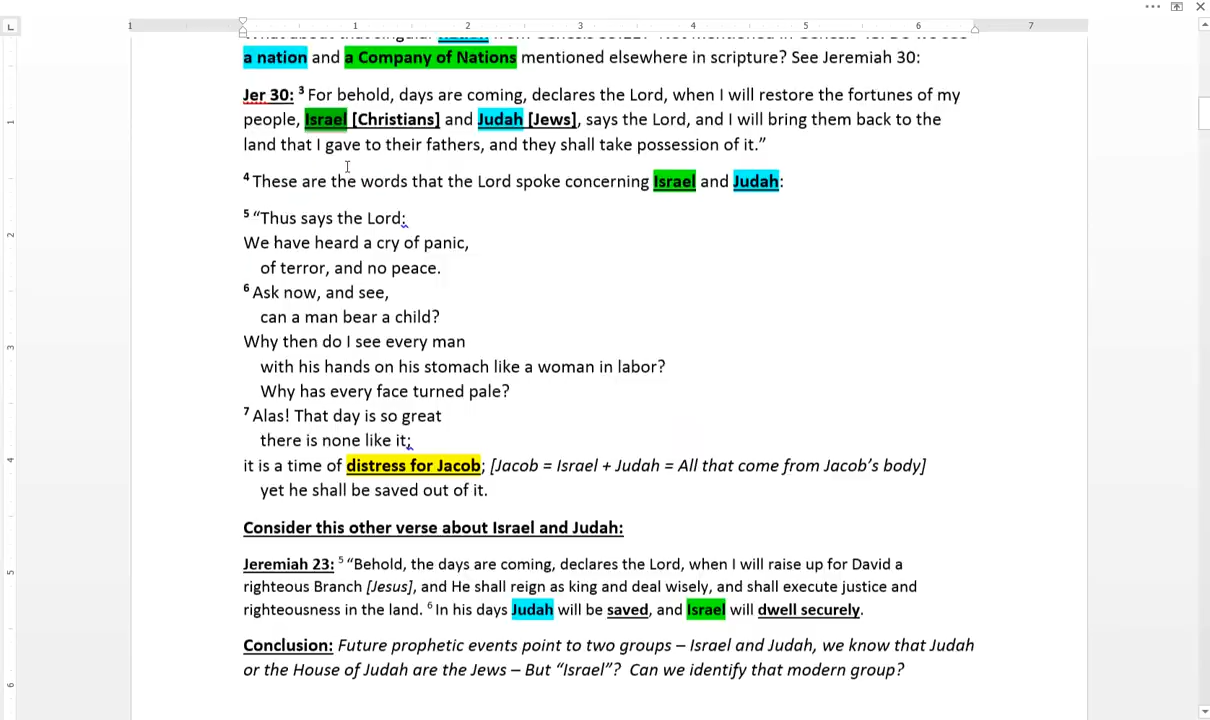 a nation and a Company of Nations mentioned elsewhere in scripture? See Jeremiah 30:
Jer 30: 3 For behold, days are coming, declares the Lord, when I will restore the fortunes of my
people, Israel [Christians] and Judah [Jews], says the Lord, and I will bring them back to the
land that I gave to their fathers, and they shall take possession of it.”
4 These are the words that the Lord spoke concerning Israel and Judah:
5 “Thus says the Lord:
We have heard a cry of panic,
of terror, and no peace.
6 Ask now, and see,
can a man bear a child?
Why then do I see every man
with his hands on his stomach like a woman in labor?
Why has every face turned pale?
7 Alas! That day is so great
there is none like it;
it is a time of distress for Jacob; [Jacob = Israel + Judah = All that come from Jacob’s body]
yet he shall be saved out of it.
Consider this other verse about Israel and Judah:
Jeremiah 23: 5 “Behold, the days are coming, declares the Lord, when I will raise up for David a
righteous Branch [Jesus], and He shall reign as king and deal wisely, and shall execute justice and
righteousness in the land. 6 In his days Judah will be saved, and Israel will dwell securely.
Conclusion: Future prophetic events point to two groups – Israel and Judah, we know that Judah
or the House of Judah are the Jews – But “Israel”?  Can we identify that modern group?